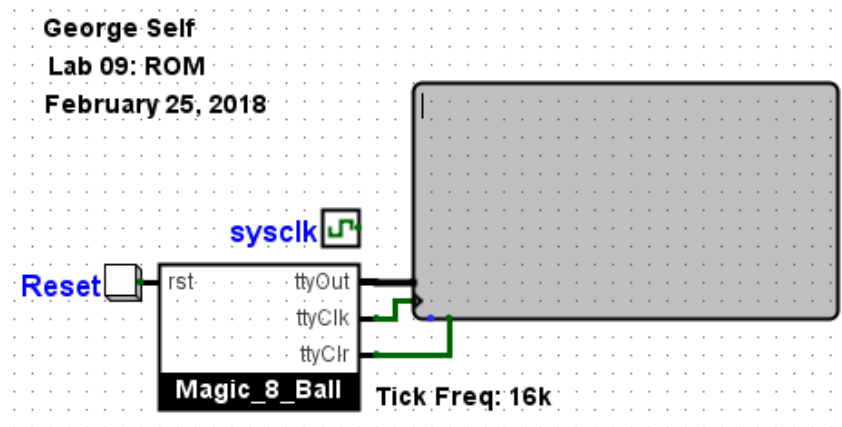 George Self
Lab 09: ROM
February 25, 2018
sysclk
Reset
rst
ttyOut
ttyClk
ttyClr
Magic_8_Ball
Tick Freq: 16k